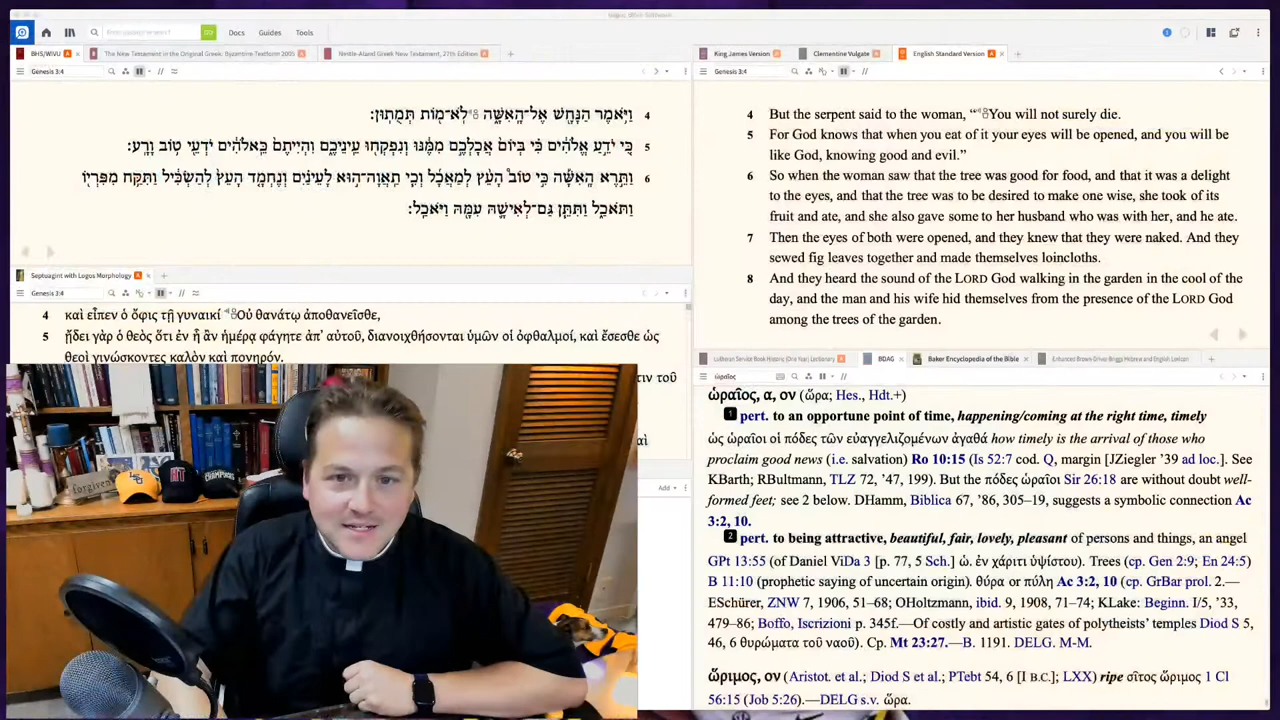 Docs Guides Tools
BHS/WIVU A
The New Testament in the Original Greek: Byzantine Textform 2005
Nestle-Aland Greek New Testament, 27th Edition
Genesis 3:4
4 וַיֹּ֥אמֶר הַנָּחָ֖שׁ אֶל־הָֽאִשָּׁ֑ה לֹֽא־מ֖וֹת תְּמֻתֽוּן׃
5 כִּ֚י יֹדֵ֣עַ אֱלֹהִ֔ים כִּ֗י בְּיוֹם֙ אֲכָלְכֶ֣ם מִמֶּ֔נּוּ וְנִפְקְח֖וּ עֵֽינֵיכֶ֑ם וִהְיִיתֶם֙ כֵּֽאלֹהִ֔ים יֹדְעֵ֖י ט֥וֹב וָרָֽע׃
6 וַתֵּ֣רֶא הָֽאִשָּׁ֡ה כִּ֣י טוֹב֩ הָעֵ֨ץ לְמַאֲכָ֜ל וְכִ֧י תַֽאֲוָה־ה֣וּא לָעֵינַ֗יִם וְנֶחְמָ֤ד הָעֵץ֙ לְהַשְׂכִּ֔יל וַתִּקַּ֥ח מִפִּרְי֖וֹ
וַתֹּאכַ֑ל וַתִּתֵּ֧ן גַּם־לְאִישָׁ֛הּ עִמָּ֖הּ וַיֹּאכַֽל׃
Septuagint with Logos Morphology A
Genesis 3:4
4 καὶ εἶπεν ὁ ὄφις τῇ γυναικί Οὐ θανάτῳ ἀποθανεῖσθε,
5 ᾔδει γὰρ ὁ θεὸς ὅτι ἐν ᾗ ἂν ἡμέρᾳ φάγητε ἀπʼ αὐτοῦ, διανοιχθήσονται ὑμῶν οἱ ὀφθαλμοί, καὶ ἔσεσθε ὡς
θεοὶ γινώσκοντες καλὸν καὶ πονηρόν.
τιν τοῦ
αὶ
Add
King James Version
Clementine Vulgate
English Standard Version A
Genesis 3:4
4 But the serpent said to the woman, “You will not surely die.
5 For God knows that when you eat of it your eyes will be opened, and you will be
like God, knowing good and evil.”
6 So when the woman saw that the tree was good for food, and that it was a delight
to the eyes, and that the tree was to be desired to make one wise, she took of its
fruit and ate, and she also gave some to her husband who was with her, and he ate.
7 Then the eyes of both were opened, and they knew that they were naked. And they
sewed fig leaves together and made themselves loincloths.
8 And they heard the sound of the LORD God walking in the garden in the cool of the
day, and the man and his wife hid themselves from the presence of the LORD God
among the trees of the garden.
Lutheran Service Book Historic (One Year) Lectionary
BDAG
Baker Encyclopedia of the Bible
Enhanced Brown-Driver-Briggs Hebrew and English Lexicon
ὡραῖος
ὡραῖος, α, ον (ὥρα; Hes., Hdt.+)
1 pert. to an opportune point of time, happening/coming at the right time, timely
ὡς ὡραῖοι οἱ πόδες τῶν εὐαγγελιζομένων ἀγαθά how timely is the arrival of those who
proclaim good news (i.e. salvation) Ro 10:15 (Is 52:7 cod. Q, margin [JZiegler ’39 ad loc.]. See
KBarth; RBultmann, TLZ 72, ’47, 199). But the πόδες ὡραῖοι Sir 26:18 are without doubt well-
formed feet; see 2 below. DHamm, Biblica 67, ’86, 305–19, suggests a symbolic connection Ac
3:2, 10.
2 pert. to being attractive, beautiful, fair, lovely, pleasant of persons and things, an angel
GPt 13:55 (of Daniel ViDa 3 [p. 77, 5 Sch.] ὡ. ἐν χάριτι ὑψίστου). Trees (cp. Gen 2:9; En 24:5)
B 11:10 (prophetic saying of uncertain origin). θύρα or πύλη Ac 3:2, 10 (cp. GrBar prol. 2.—
ESchürer, ZNW 7, 1906, 51–68; OHoltzmann, ibid. 9, 1908, 71–74; KLake: Beginn. I/5, ’33,
479–86; Boffo, Iscrizioni p. 345f.—Of costly and artistic gates of polytheists’ temples Diod S 5,
46, 6 θυρώματα τοῦ ναοῦ). Cp. Mt 23:27.—B. 1191. DELG. M-M.
ὥριμος, ον (Aristot. et al.; Diod S et al.; PTebt 54, 6 [I B.C.]; LXX) ripe σῖτος ὥριμος 1 Cl
56:15 (Job 5:26).—DELG s.v. ὥρα.
forgiven
CHAMPIONS